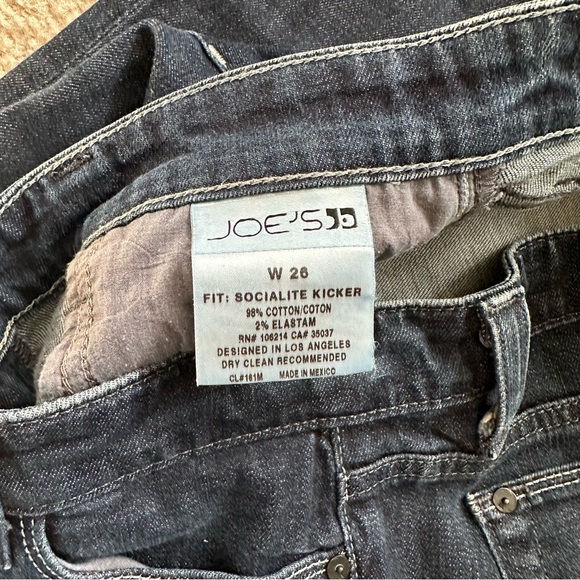 JOE'S
W 26
FIT: SOCIALITE KICKER
98% COTTON/COTON
2% ELASTAM
RN# 106214 CA# 35037
DESIGNED IN LOS ANGELES
DRY CLEAN RECOMMENDED
CL#161M MADE IN MEXICO